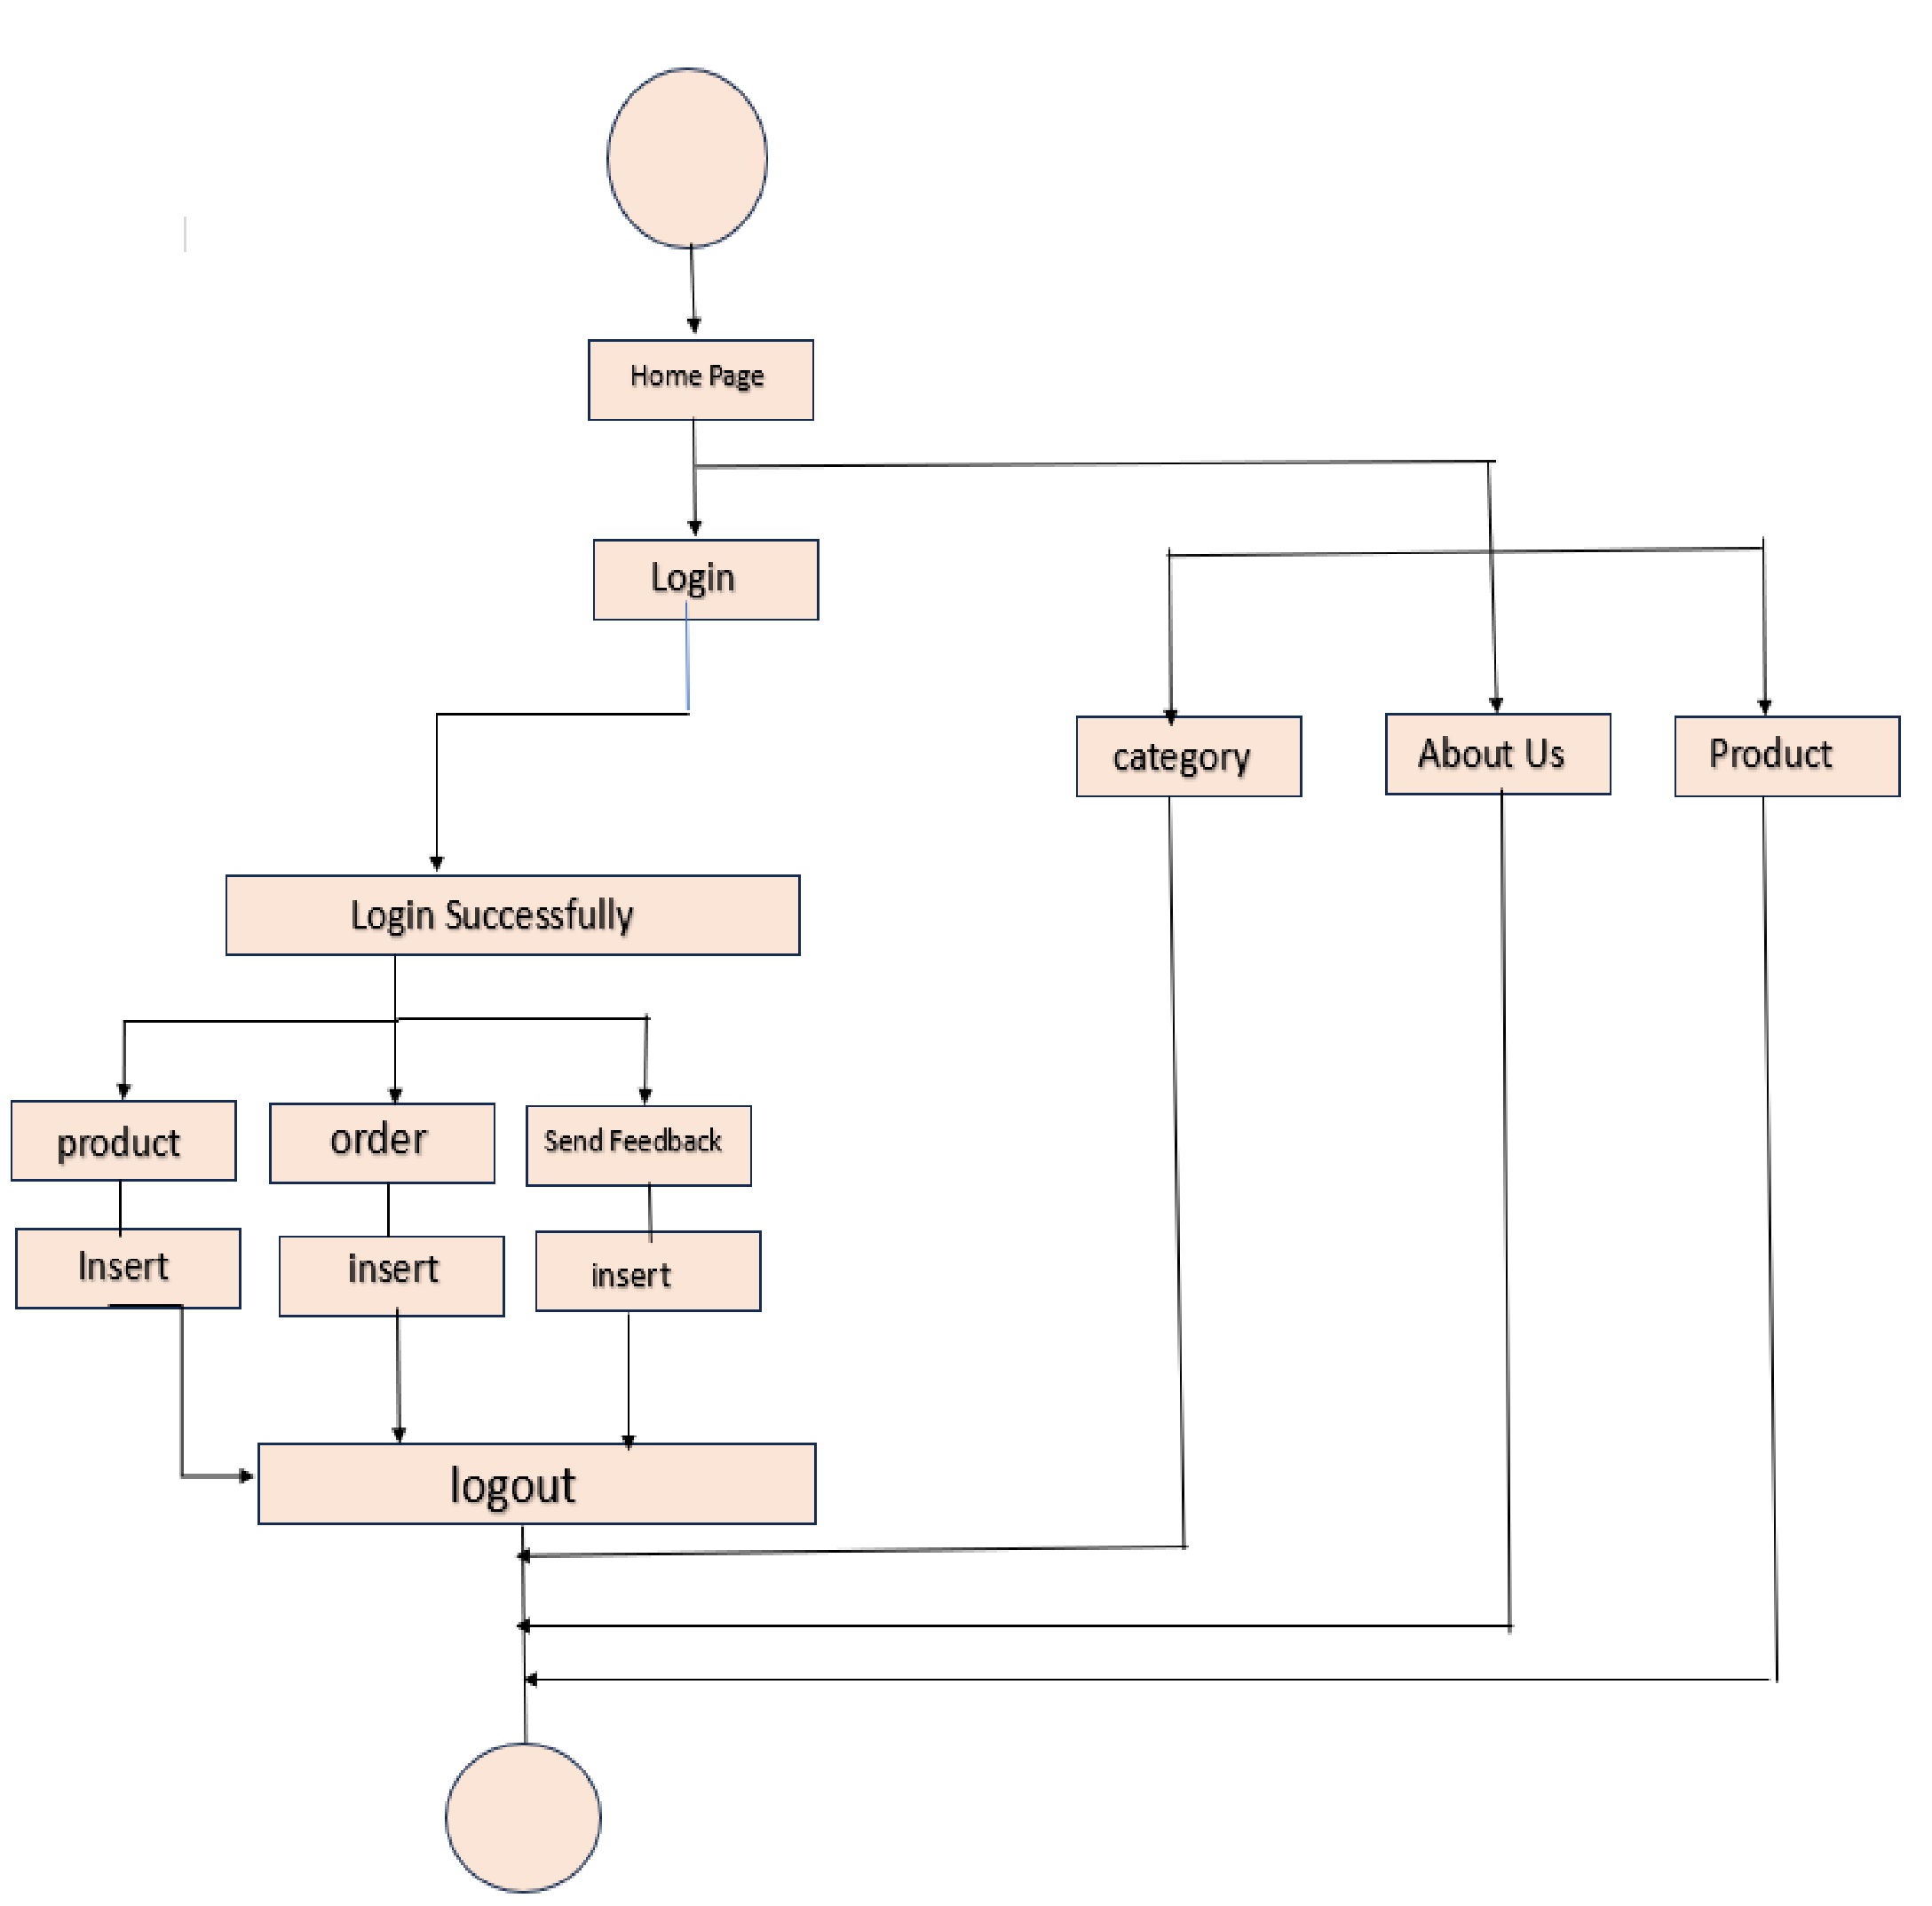 Home Page
Login
category
About Us
Product
Login Successfully
product
order
Send Feedback
Insert
insert
insert
logout